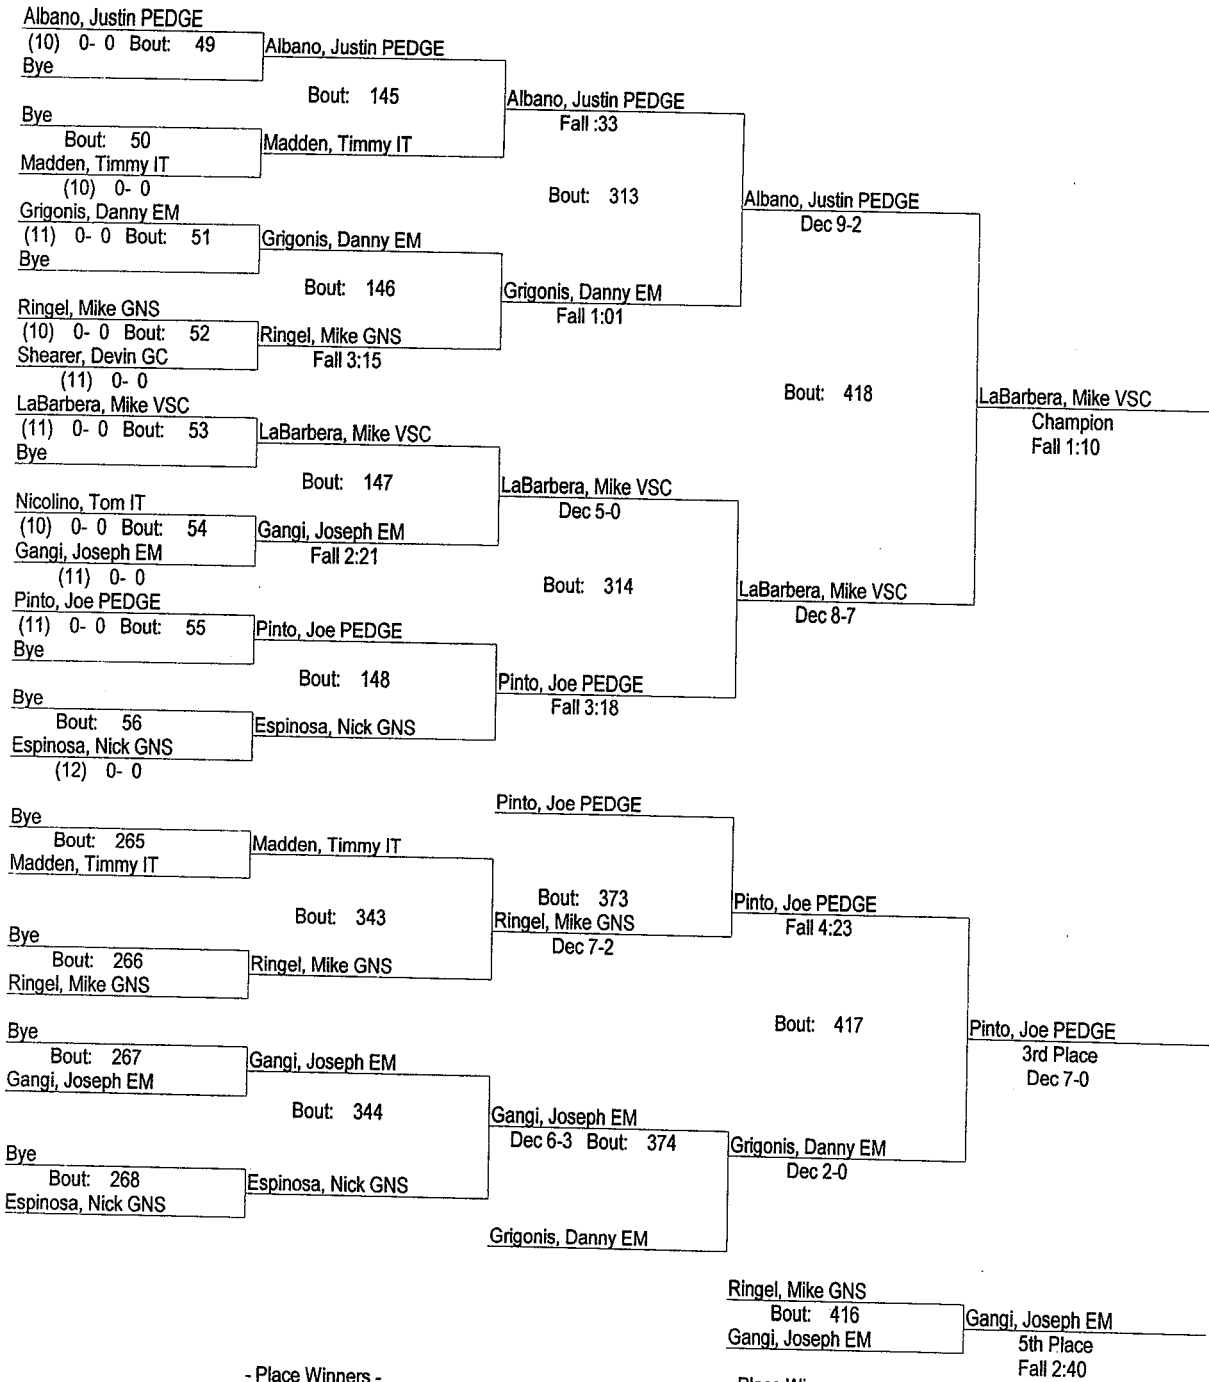 Albano, Justin PEDGE
(10) 0- 0 Bout: 49
Bye
Albano, Justin PEDGE
Bout: 145
Bye
Bout: 50
Madden, Timmy IT
(10) 0- 0
Madden, Timmy IT
Albano, Justin PEDGE
Fall :33
Bout: 313
Grigonis, Danny EM
(11) 0- 0 Bout: 51
Bye
Grigonis, Danny EM
Bout: 146
Ringel, Mike GNS
(10) 0- 0 Bout: 52
Shearer, Devin GC
(11) 0- 0
Ringel, Mike GNS
Fall 3:15
Grigonis, Danny EM
Fall 1:01
Albano, Justin PEDGE
Dec 9-2
Bout: 418
LaBarbera, Mike VSC
Champion
Fall 1:10
LaBarbera, Mike VSC
(11) 0- 0 Bout: 53
Bye
LaBarbera, Mike VSC
Bout: 147
Nicolino, Tom IT
(10) 0- 0 Bout: 54
Gangi, Joseph EM
(11) 0- 0
Gangi, Joseph EM
Fall 2:21
LaBarbera, Mike VSC
Dec 5-0
Bout: 314
LaBarbera, Mike VSC
Dec 8-7
Pinto, Joe PEDGE
(11) 0- 0 Bout: 55
Bye
Pinto, Joe PEDGE
Bout: 148
Bye
Bout: 56
Espinosa, Nick GNS
(12) 0- 0
Espinosa, Nick GNS
Pinto, Joe PEDGE
Fall 3:18
Bye
Bout: 265
Madden, Timmy IT
Madden, Timmy IT
Bout: 343
Bye
Bout: 266
Ringel, Mike GNS
Ringel, Mike GNS
Pinto, Joe PEDGE
Bout: 373
Ringel, Mike GNS
Dec 7-2
Pinto, Joe PEDGE
Fall 4:23
Bout: 417
Pinto, Joe PEDGE
3rd Place
Dec 7-0
Bye
Bout: 267
Gangi, Joseph EM
Gangi, Joseph EM
Bout: 344
Bye
Bout: 268
Espinosa, Nick GNS
Espinosa, Nick GNS
Gangi, Joseph EM
Dec 6-3 Bout: 374
Grigonis, Danny EM
Grigonis, Danny EM
Dec 2-0
Ringel, Mike GNS
Bout: 416
Gangi, Joseph EM
Gangi, Joseph EM
5th Place
Fall 2:40
- Place Winners -